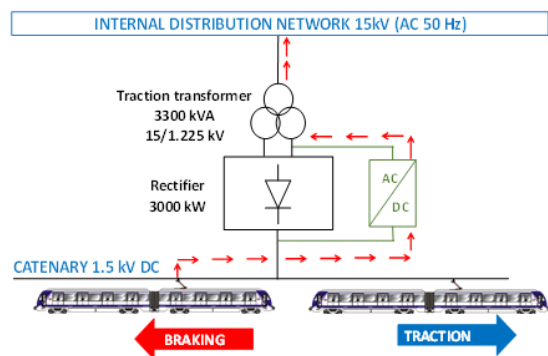 INTERNAL DISTRIBUTION NETWORK 15kV (AC 50 Hz)
Traction transformer
3300 kVA
15/1.225 kV
Rectifier
3000 kW
AC
DC
CATENARY 1.5 kV DC
BRAKING
TRACTION